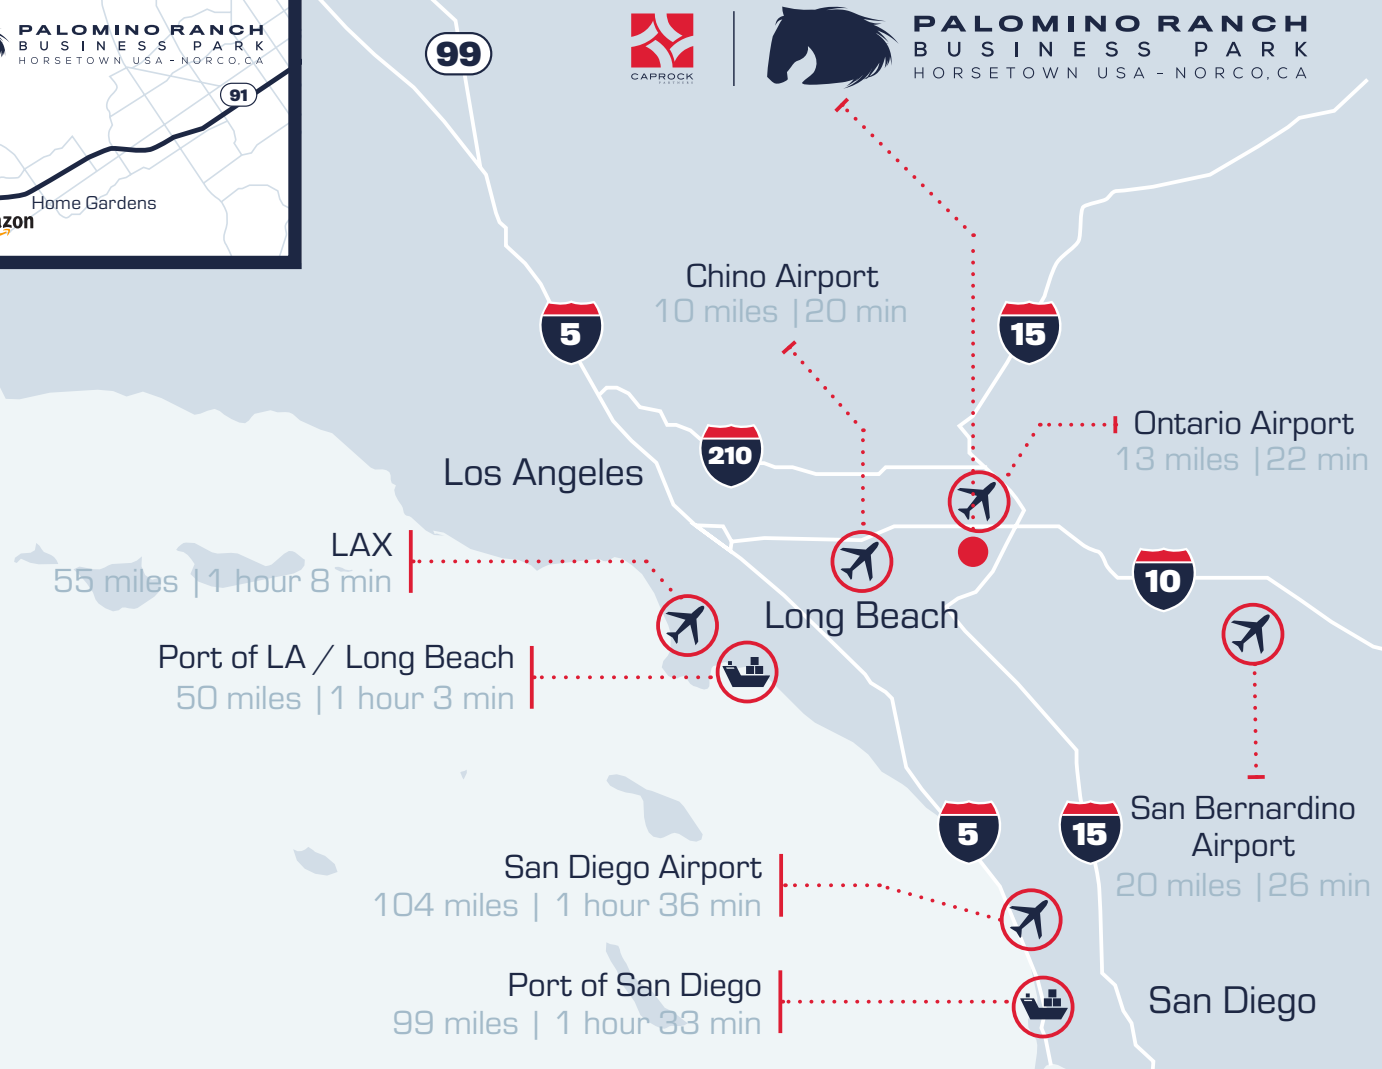 PALOMINO RANCH
BUSINESS PARK
HORSETOWN USA - NORCO, CA
91
Home Gardens
99
CAPROCK
PARTNERS
PALOMINO RANCH
BUSINESS PARK
HORSETOWN USA - NORCO, CA
Chino Airport
10 miles | 20 min
5
15
Ontario Airport
13 miles | 22 min
210
Los Angeles
LAX
55 miles | 1 hour 8 min
10
Long Beach
Port of LA / Long Beach
50 miles | 1 hour 3 min
5
15
San Bernardino
Airport
20 miles | 26 min
San Diego Airport
104 miles | 1 hour 36 min
Port of San Diego
99 miles | 1 hour 33 min
San Diego